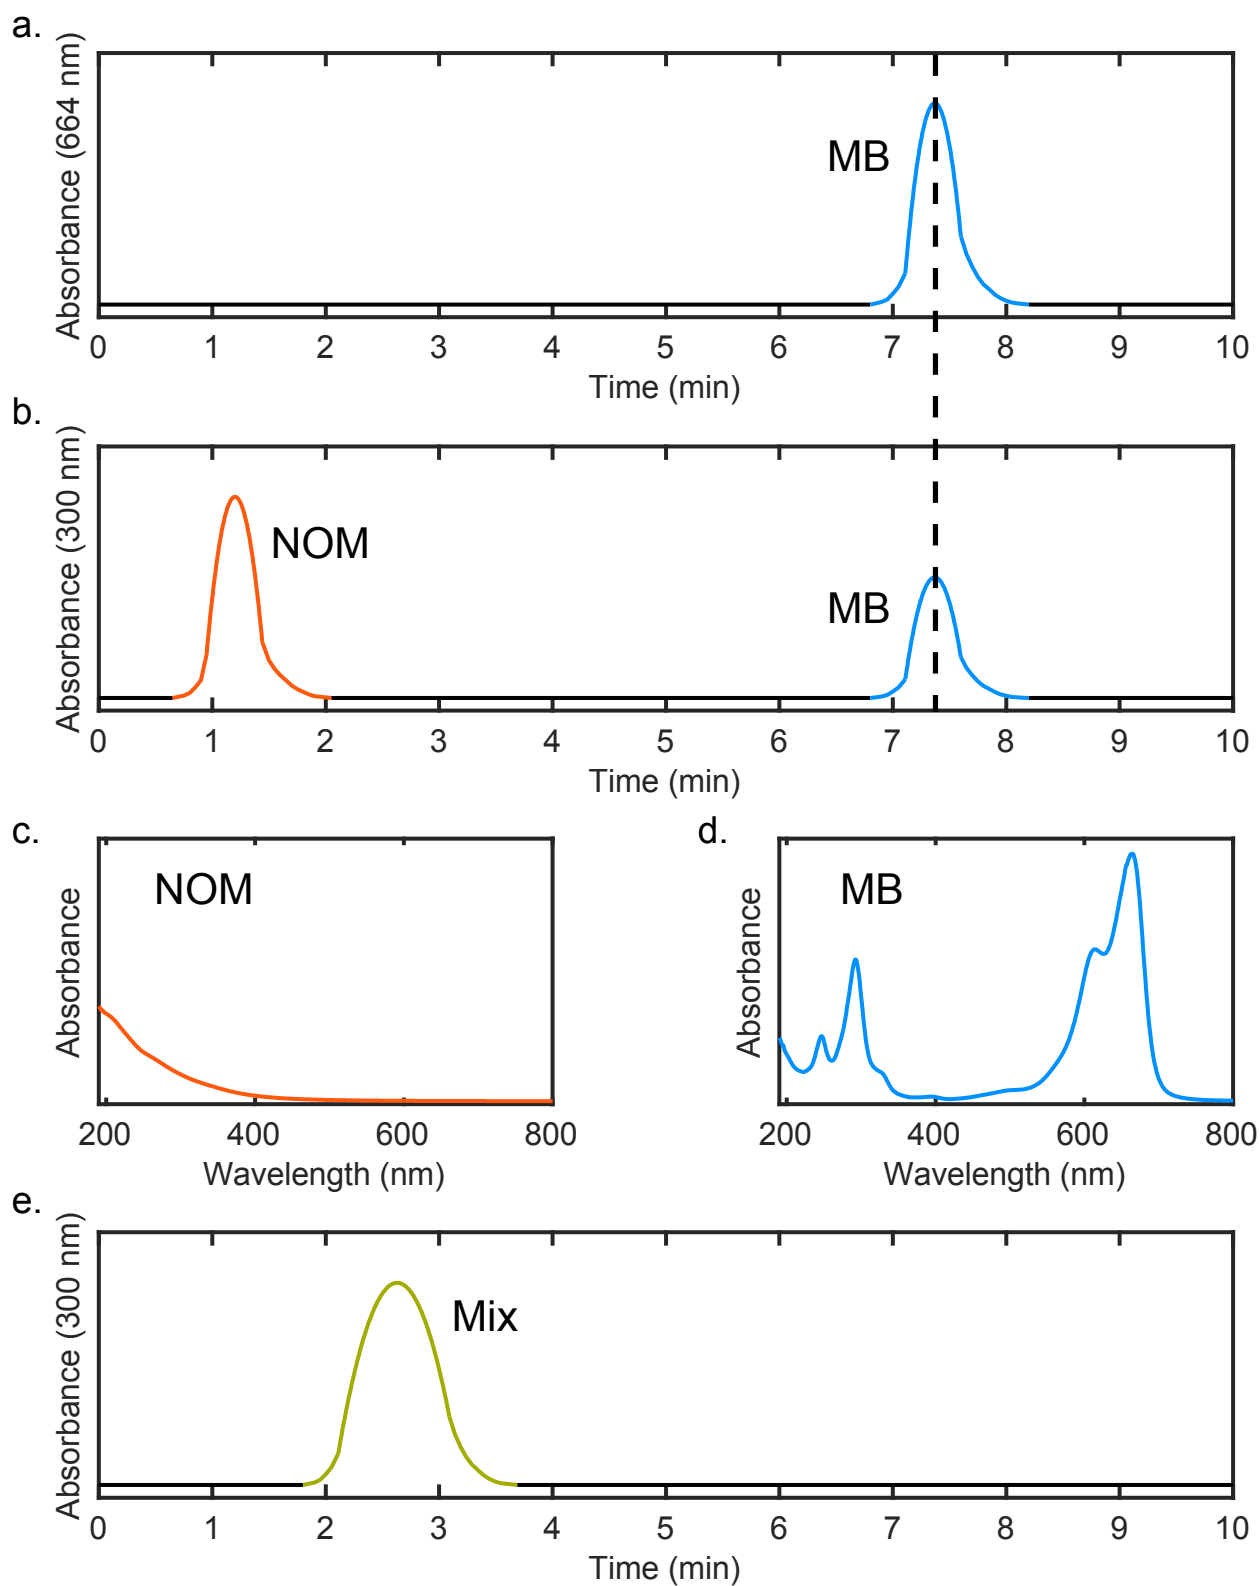 a.
Absorbance (664 nm)
MB
0 1 2 3 4 5 6 7 8 9 10
Time (min)
b.
Absorbance (300 nm)
NOM
MB
0 1 2 3 4 5 6 7 8 9 10
Time (min)
c.
Absorbance
NOM
200 400 600 800
Wavelength (nm)
d.
Absorbance
MB
200 400 600 800
Wavelength (nm)
e.
Absorbance (300 nm)
Mix
0 1 2 3 4 5 6 7 8 9 10
Time (min)